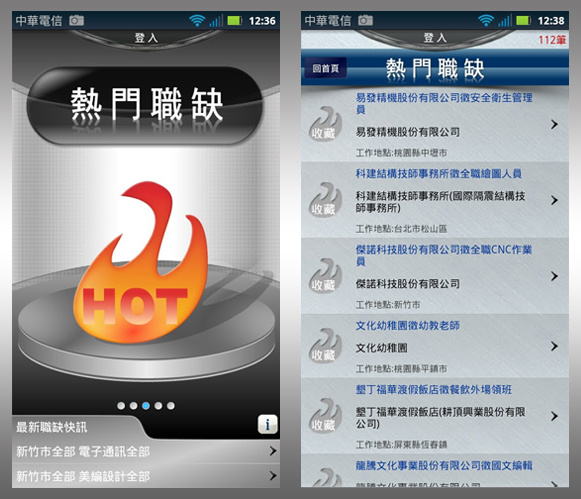 中華電信
12:36
登入
熱門職缺
HOT
最新職缺快訊
i
新竹市全部 電子通訊全部
新竹市全部 美編設計全部
中華電信
12:38
登入
112筆
回首頁
熱門職缺
易發精機股份有限公司徵安全衛生管理
員
收藏
易發精機股份有限公司
工作地點:桃園縣中壢市
科建結構技師事務所徵全職繪圖人員
收藏
科建結構技師事務所(國際隔震結構技
師事務所)
工作地點:台北市松山區
傑諾科技股份有限公司徵全職CNC作業
員
收藏
傑諾科技股份有限公司
工作地點:新竹市
文化幼稚園徵幼教老師
收藏
文化幼稚園
工作地點:桃園縣平鎮市
墾丁福華渡假飯店徵餐飲外場領班
收藏
墾丁福華渡假飯店(耕頂興業股份有限
公司)
工作地點:屏東縣恆春鎮
龍騰文化事業股份有限公司徵國文編輯
龍騰文化事業股份有限公司